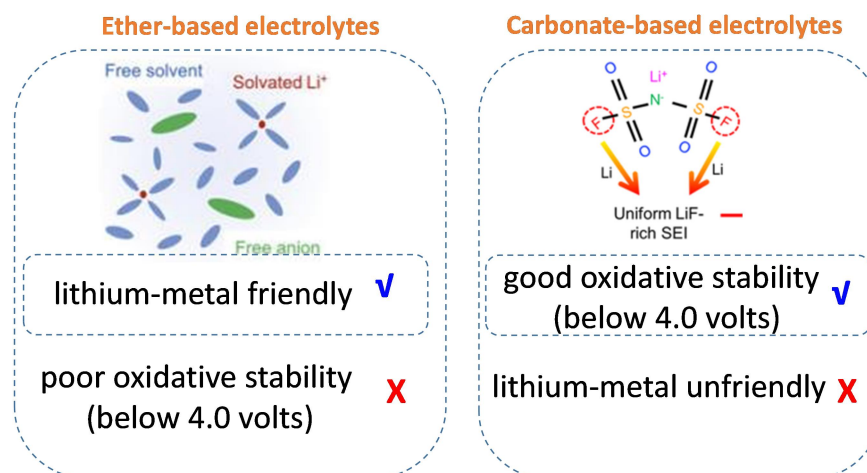 Ether-based electrolytes
Free solvent
Solvated Li⁺
Free anion
lithium-metal friendly √
poor oxidative stability X
(below 4.0 volts)
Carbonate-based electrolytes
O Li⁺ O
F S N⁻ S F
O O
Li Li
Uniform LiF-
rich SEI
good oxidative stability √
(below 4.0 volts)
lithium-metal unfriendly X